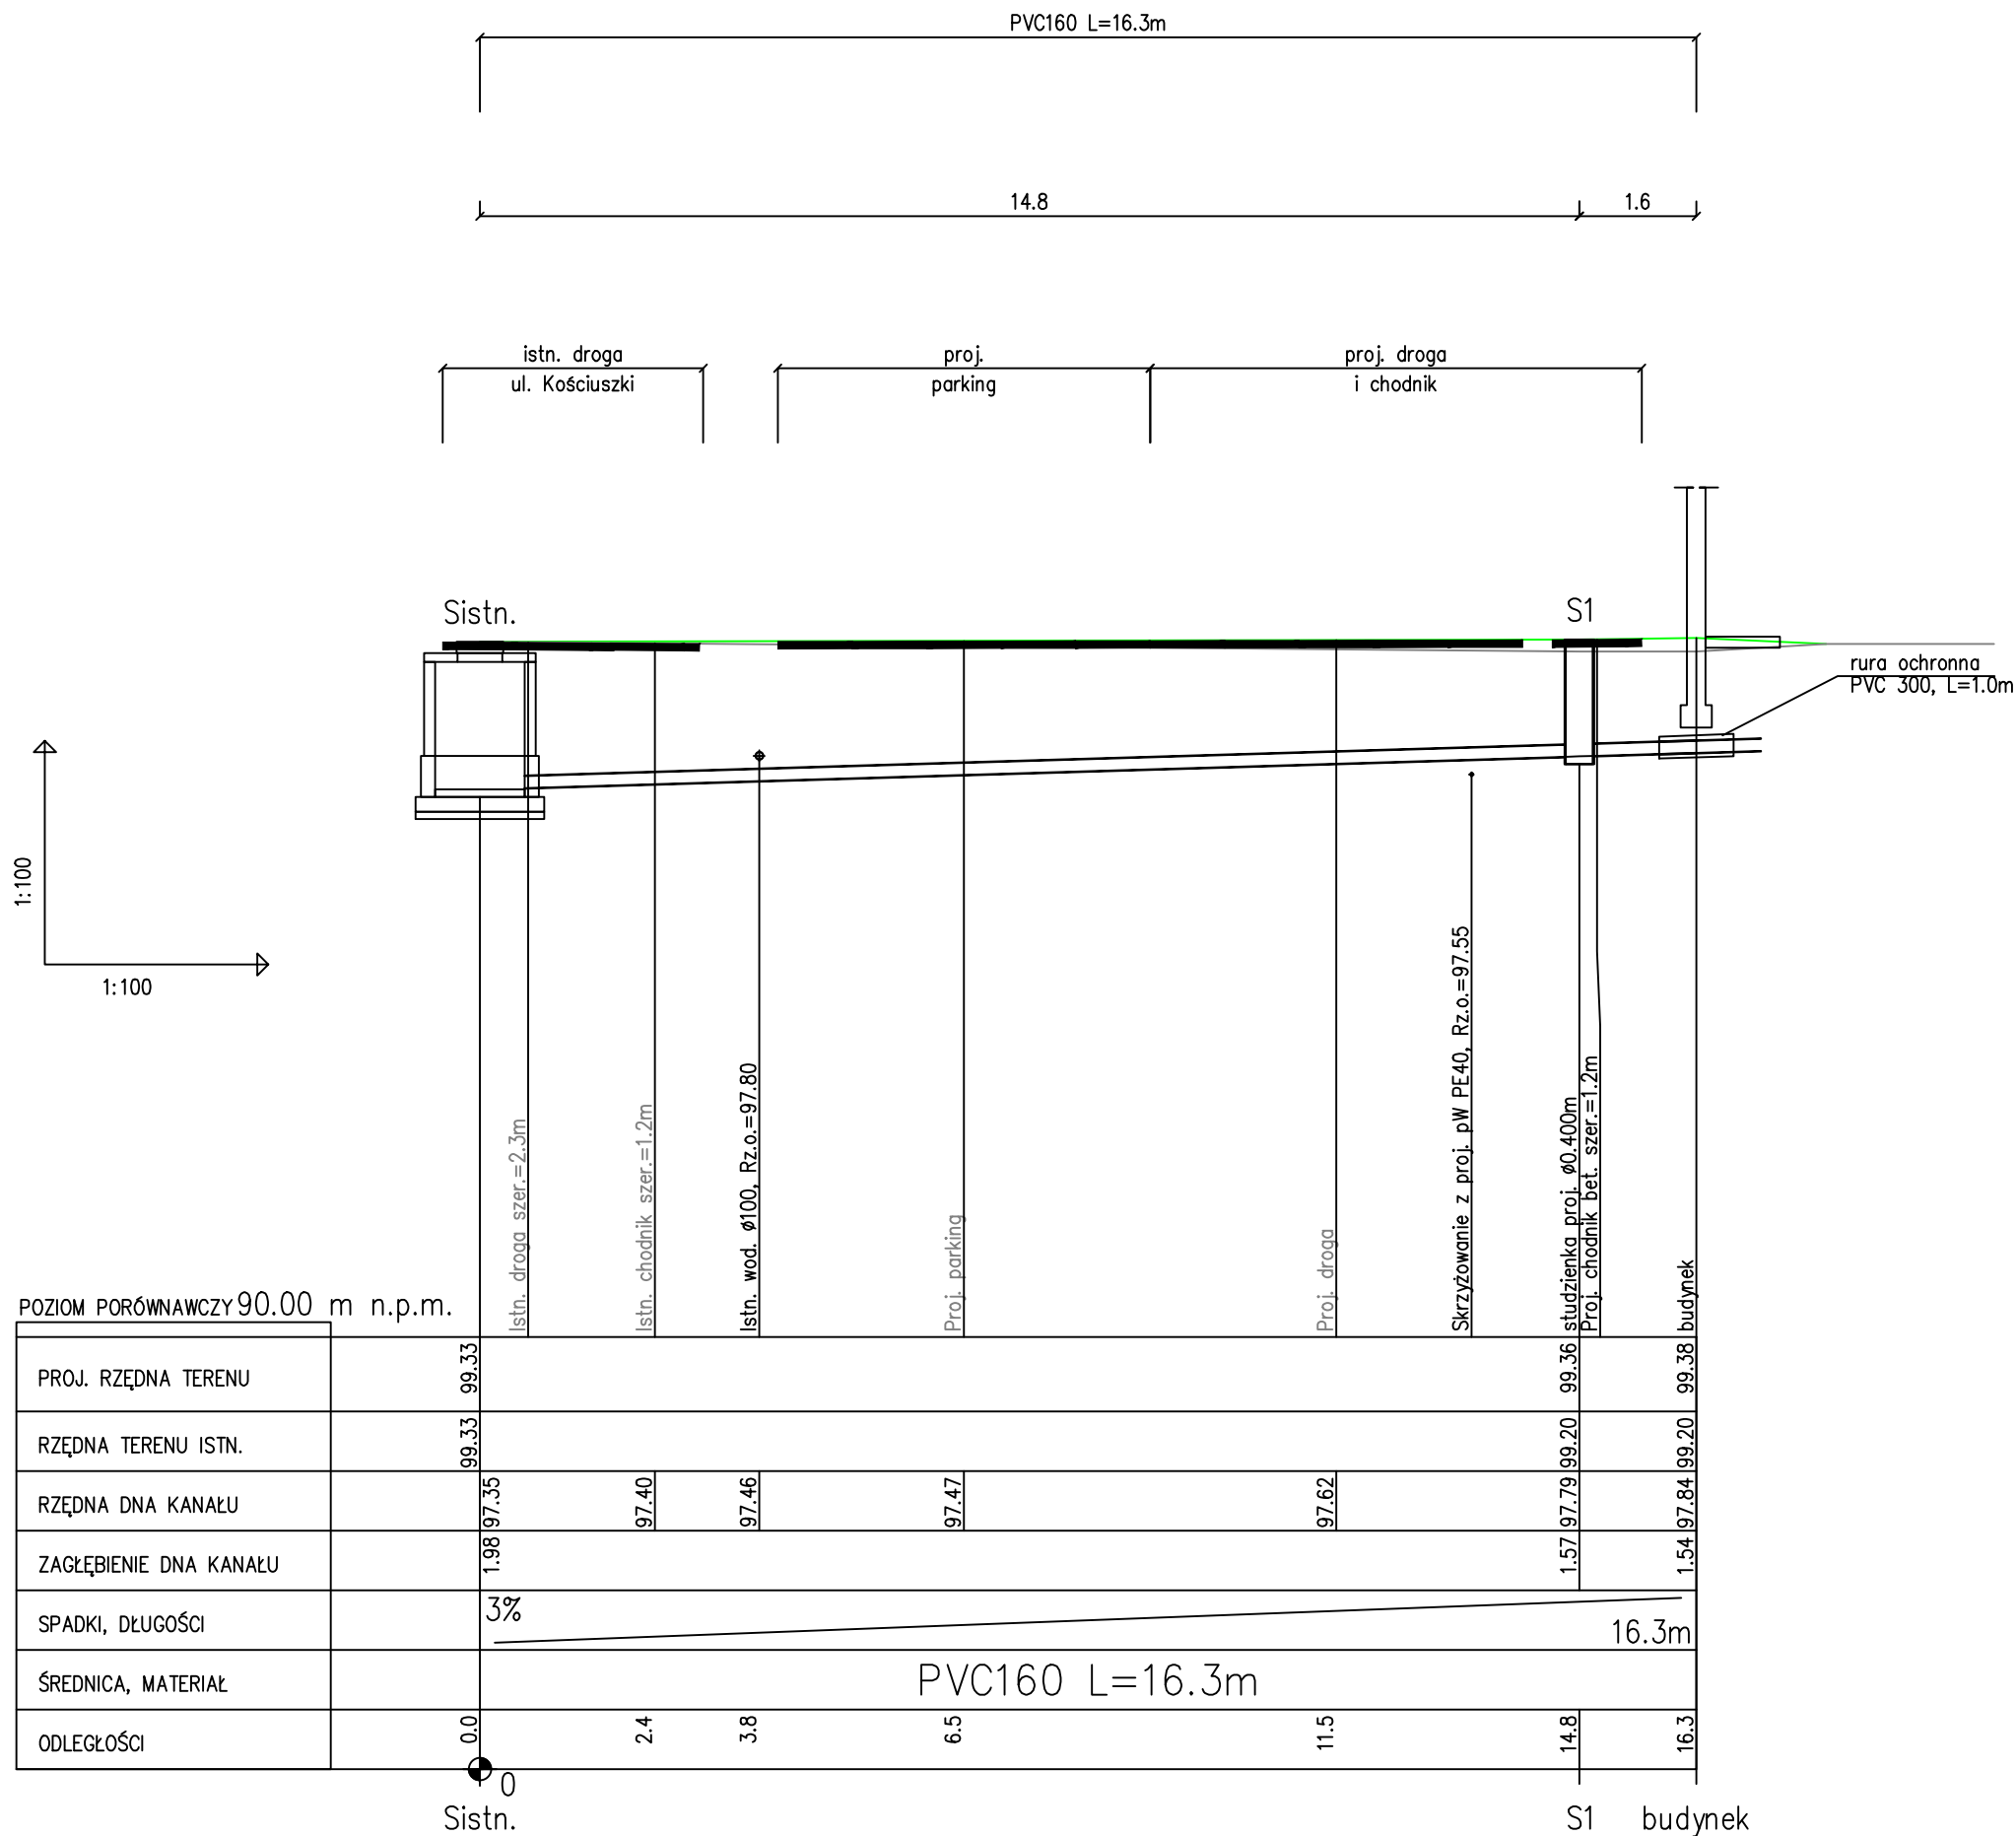 PVC160 L=16.3m
14.8
1.6
istn. droga
ul. Kościuszki
proj.
parking
proj. droga
i chodnik
Sistn.
S1
rura ochronna
PVC 300, L=1.0m
1:100
1:100
Istn. droga szer.=2.3m
Istn. chodnik szer.=1.2m
Istn. wod. ø100, Rz.o.=97.80
Proj. parking
Proj. droga
Skrzyżowanie z proj. pW PE40, Rz.o.=97.55
studzienka proj. ø0.400m
Proj. chodnik bet. szer.=1.2m
budynek
POZIOM PORÓWNAWCZY 90.00 m n.p.m.
PROJ. RZĘDNA TERENU
99.33
99.36
99.38
RZĘDNA TERENU ISTN.
99.33
99.20
99.20
RZĘDNA DNA KANAŁU
97.35
97.40
97.46
97.47
97.62
97.79
97.84
ZAGŁĘBIENIE DNA KANAŁU
1.98
1.57
1.54
SPADKI, DŁUGOŚCI
3%
16.3m
ŚREDNICA, MATERIAŁ
PVC160 L=16.3m
ODLEGŁOŚCI
0.0
2.4
3.8
6.5
11.5
14.8
16.3
0
Sistn.
S1
budynek